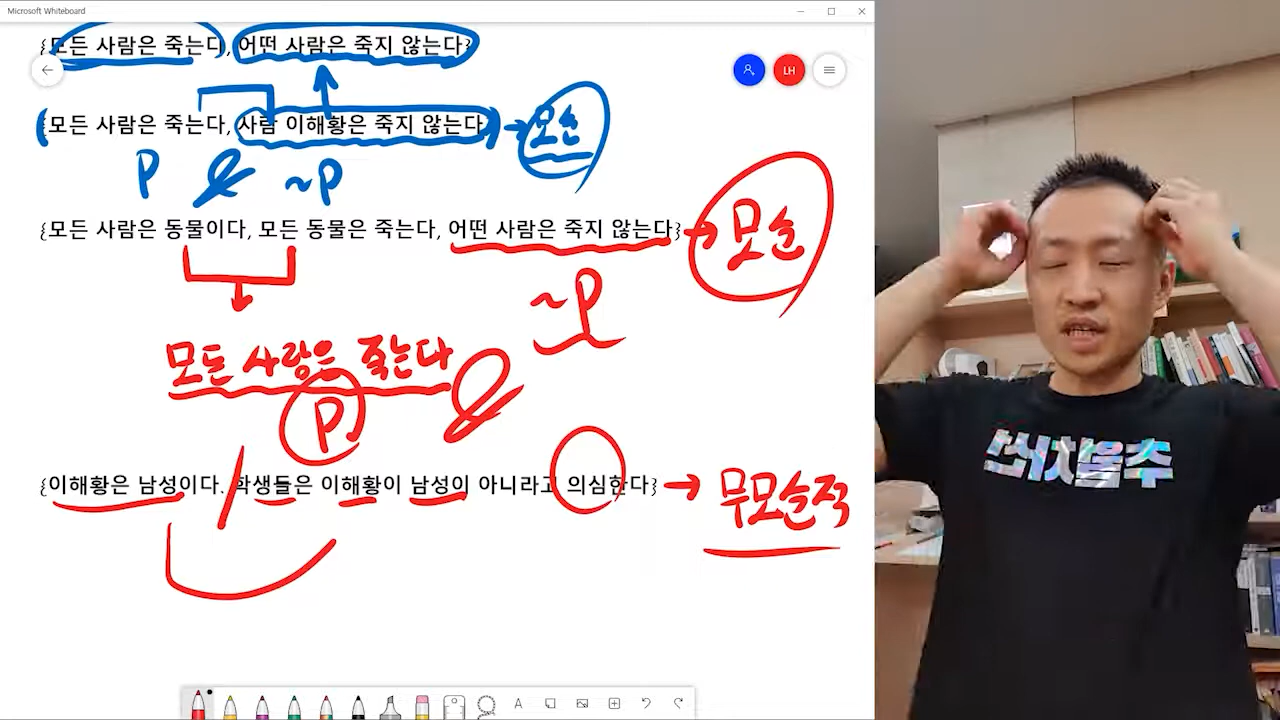 Microsoft Whiteboard
{모든 사람은 죽는다, 어떤 사람은 죽지 않는다}
LH
{모든 사람은 죽는다, 사람 이해황은 죽지 않는다} → 모순
P & ~P
{모든 사람은 동물이다, 모든 동물은 죽는다, 어떤 사람은 죽지 않는다} → 모순
~P
모든 사람은 죽는다
P &
{이해황은 남성이다. 학생들은 이해황이 남성이 아니라고 의심한다} → 무모순적
A